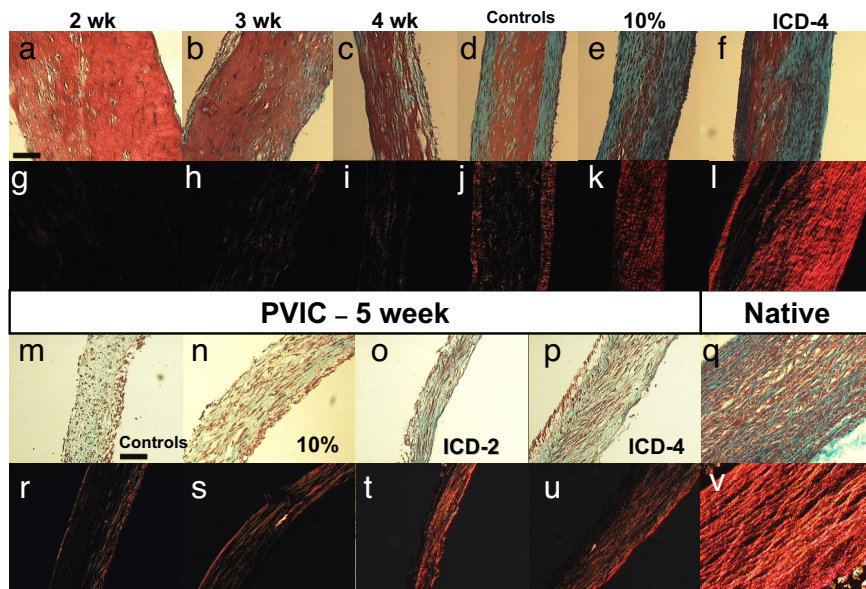 2 wk 3 wk 4 wk Controls 10% ICD-4
a b c d e f
g h i j k l
PVIC – 5 week Native
m n o p q
Controls 10% ICD-2 ICD-4
r s t u v